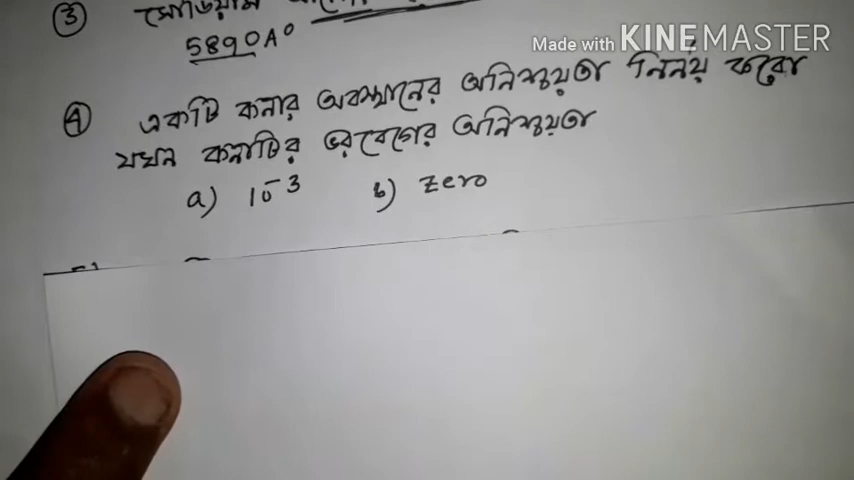 Made with KINEMASTER
③ সোডিয়াম
5890A°
④ একটি কনার অবস্থানের অনিশ্চয়তা নির্নয় করো
যখন কনাটির ভরবেগের অনিশ্চয়তা
a) 10⁻³ b) zero